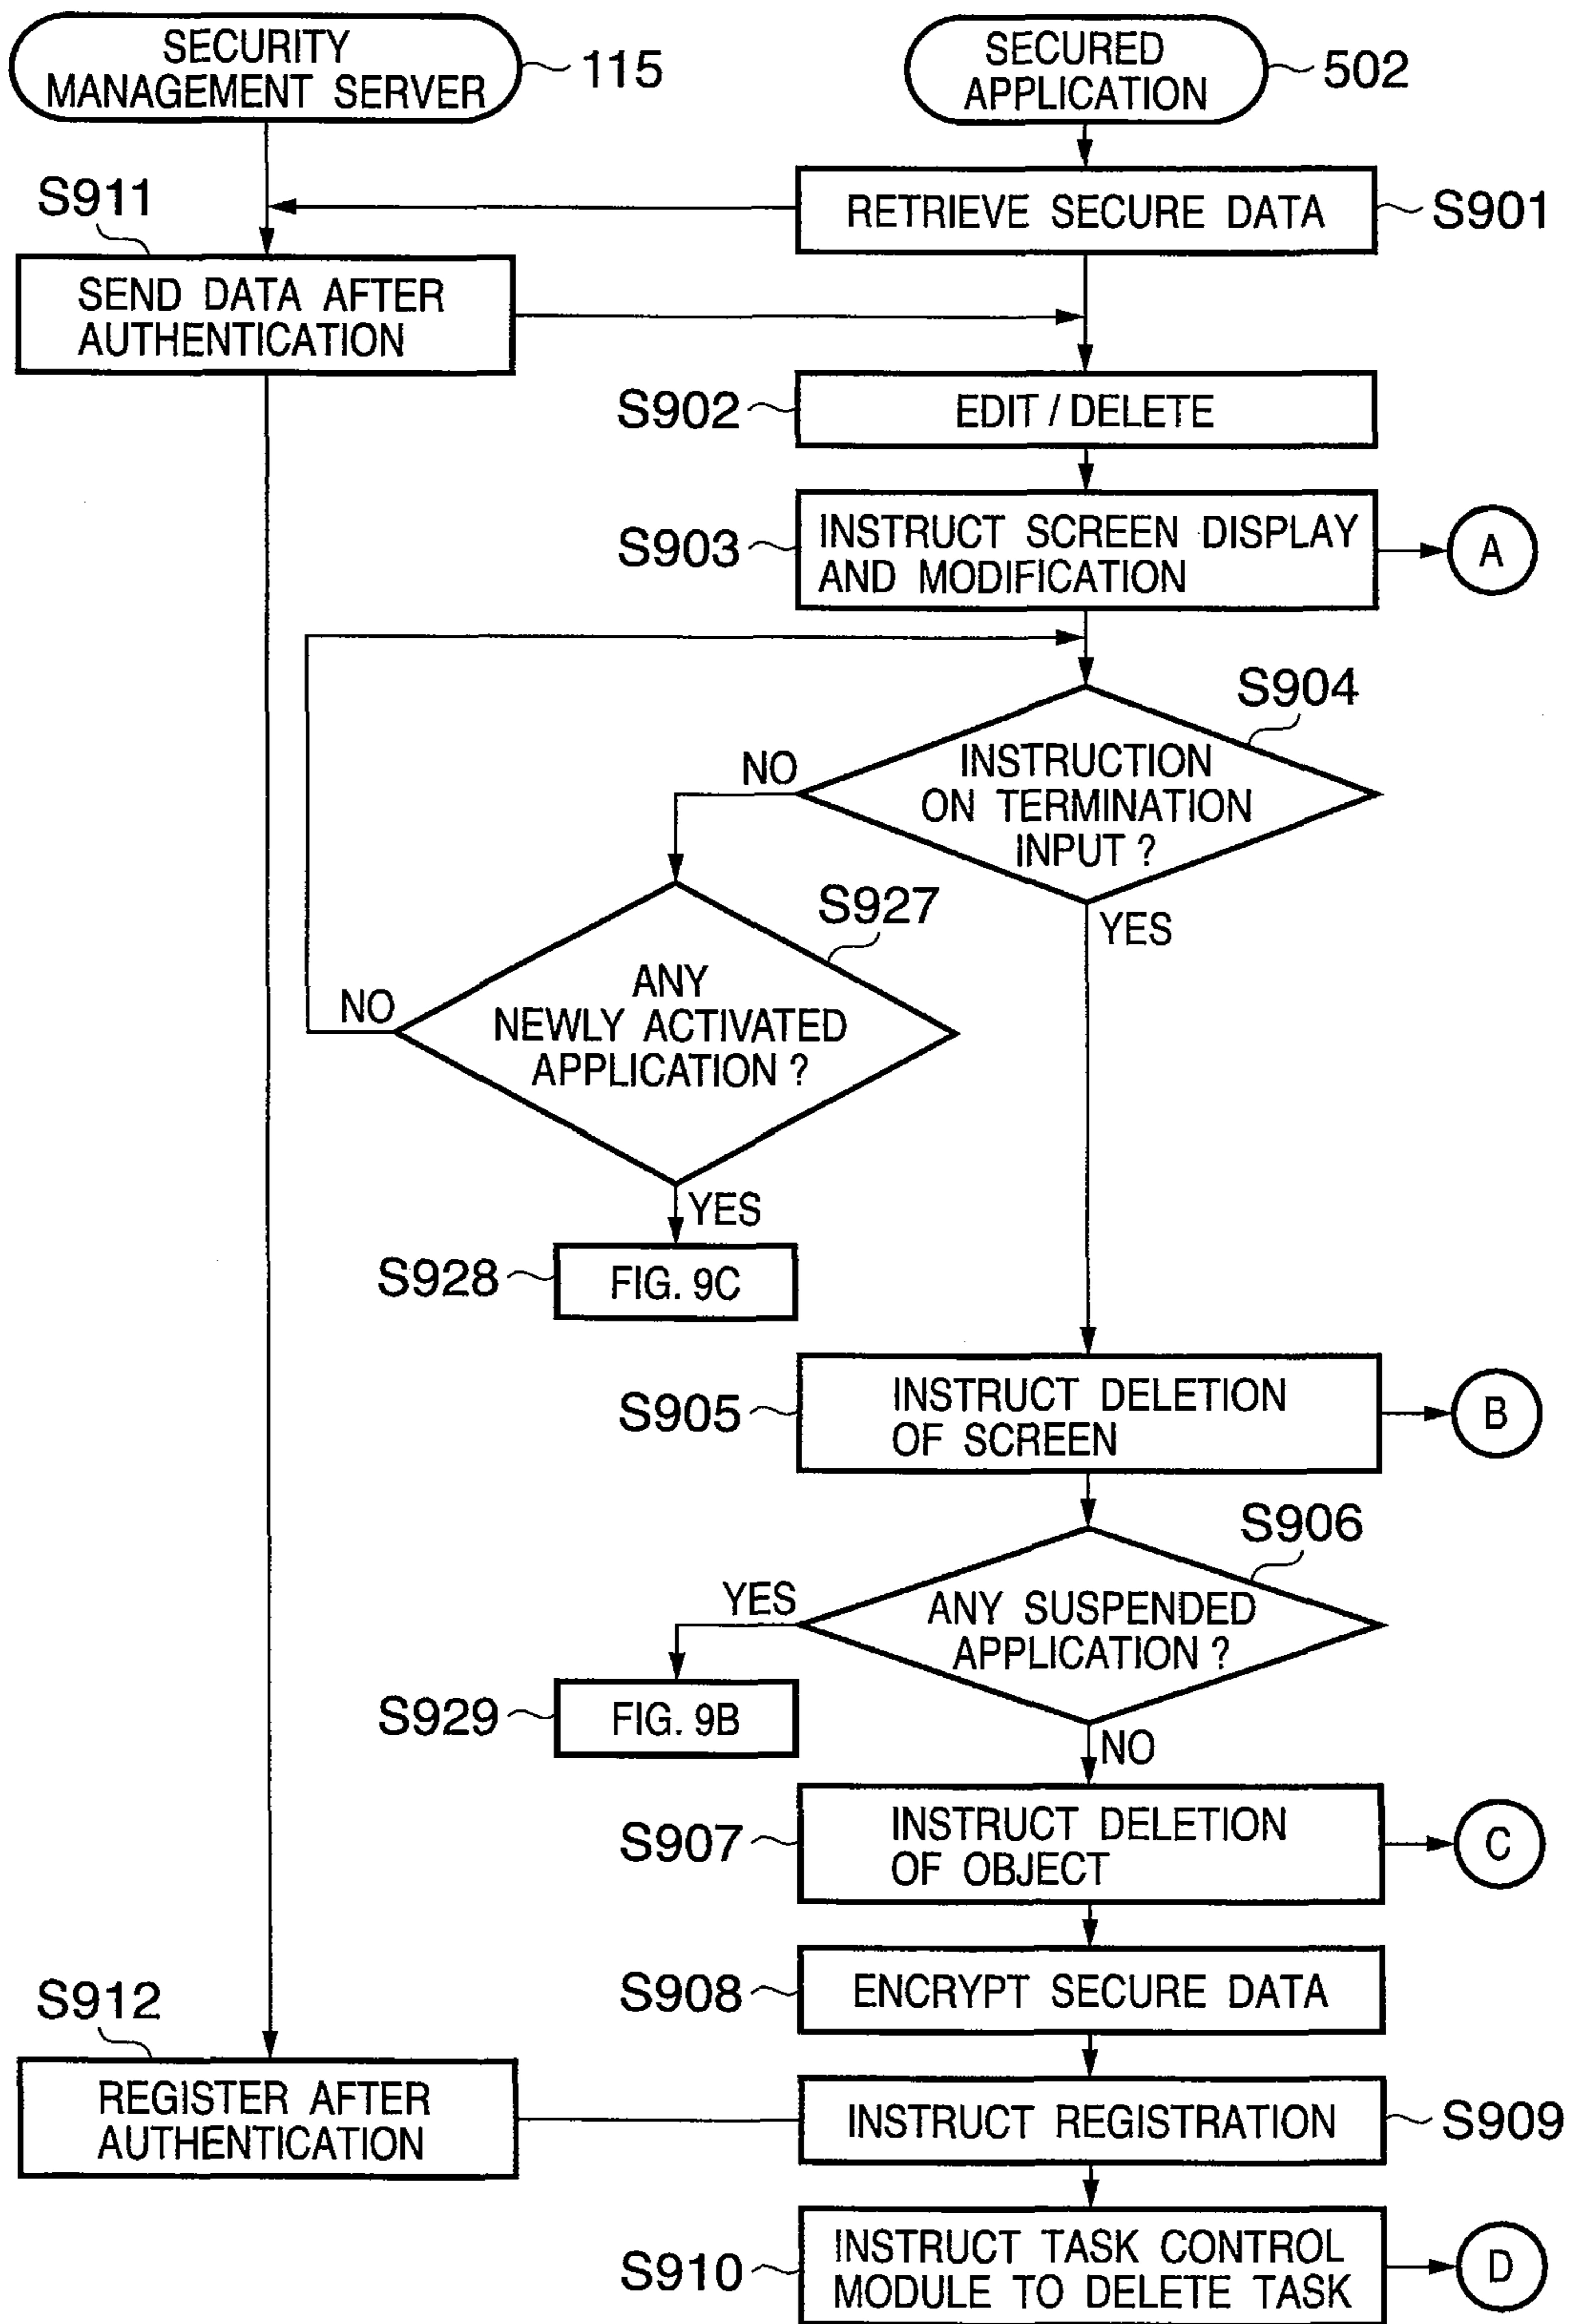 SECURITY
MANAGEMENT SERVER
115
SECURED
APPLICATION
502
S911
RETRIEVE SECURE DATA
S901
SEND DATA AFTER
AUTHENTICATION
S902
EDIT / DELETE
S903
INSTRUCT SCREEN DISPLAY
AND MODIFICATION
A
S904
NO
INSTRUCTION
ON TERMINATION
INPUT ?
S927
YES
NO
ANY
NEWLY ACTIVATED
APPLICATION ?
YES
S928
FIG. 9C
S905
INSTRUCT DELETION
OF SCREEN
B
S906
YES
ANY SUSPENDED
APPLICATION ?
S929
FIG. 9B
NO
S907
INSTRUCT DELETION
OF OBJECT
C
S908
ENCRYPT SECURE DATA
S912
REGISTER AFTER
AUTHENTICATION
INSTRUCT REGISTRATION
S909
S910
INSTRUCT TASK CONTROL
MODULE TO DELETE TASK
D